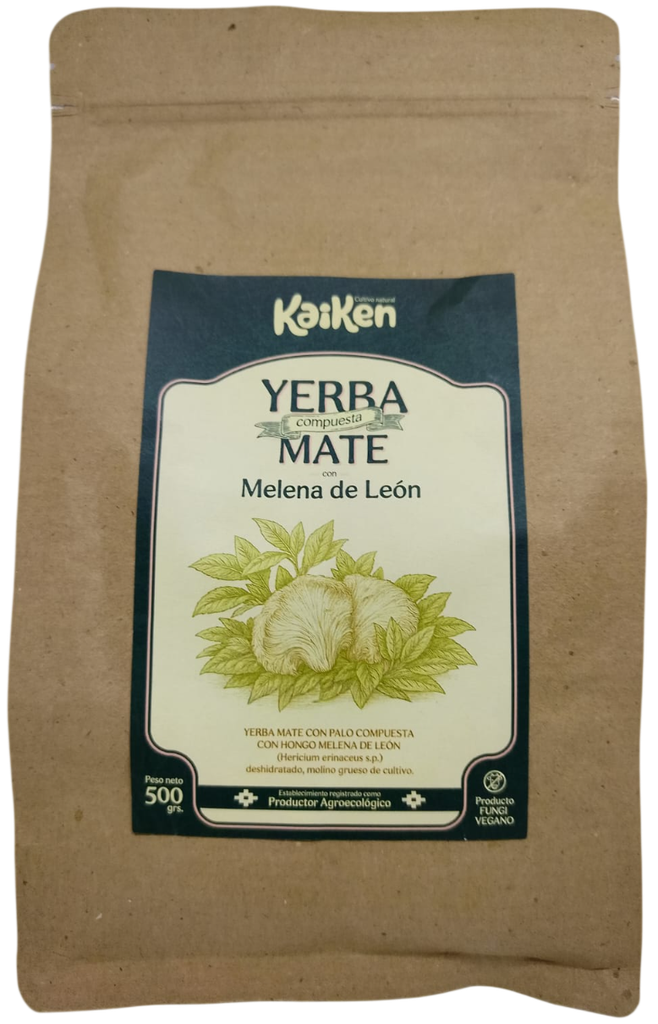 Cultivo natural
KaiKen
YERBA
compuesta
MATE
con
Melena de León
YERBA MATE CON PALO COMPUESTA
CON HONGO MELENA DE LEÓN
(Hericium erinaceus s.p.)
deshidratado, molino grueso de cultivo.
Peso neto
500
grs.
Establecimiento registrado como
Productor Agroecológico
Producto
FUNGI
VEGANO